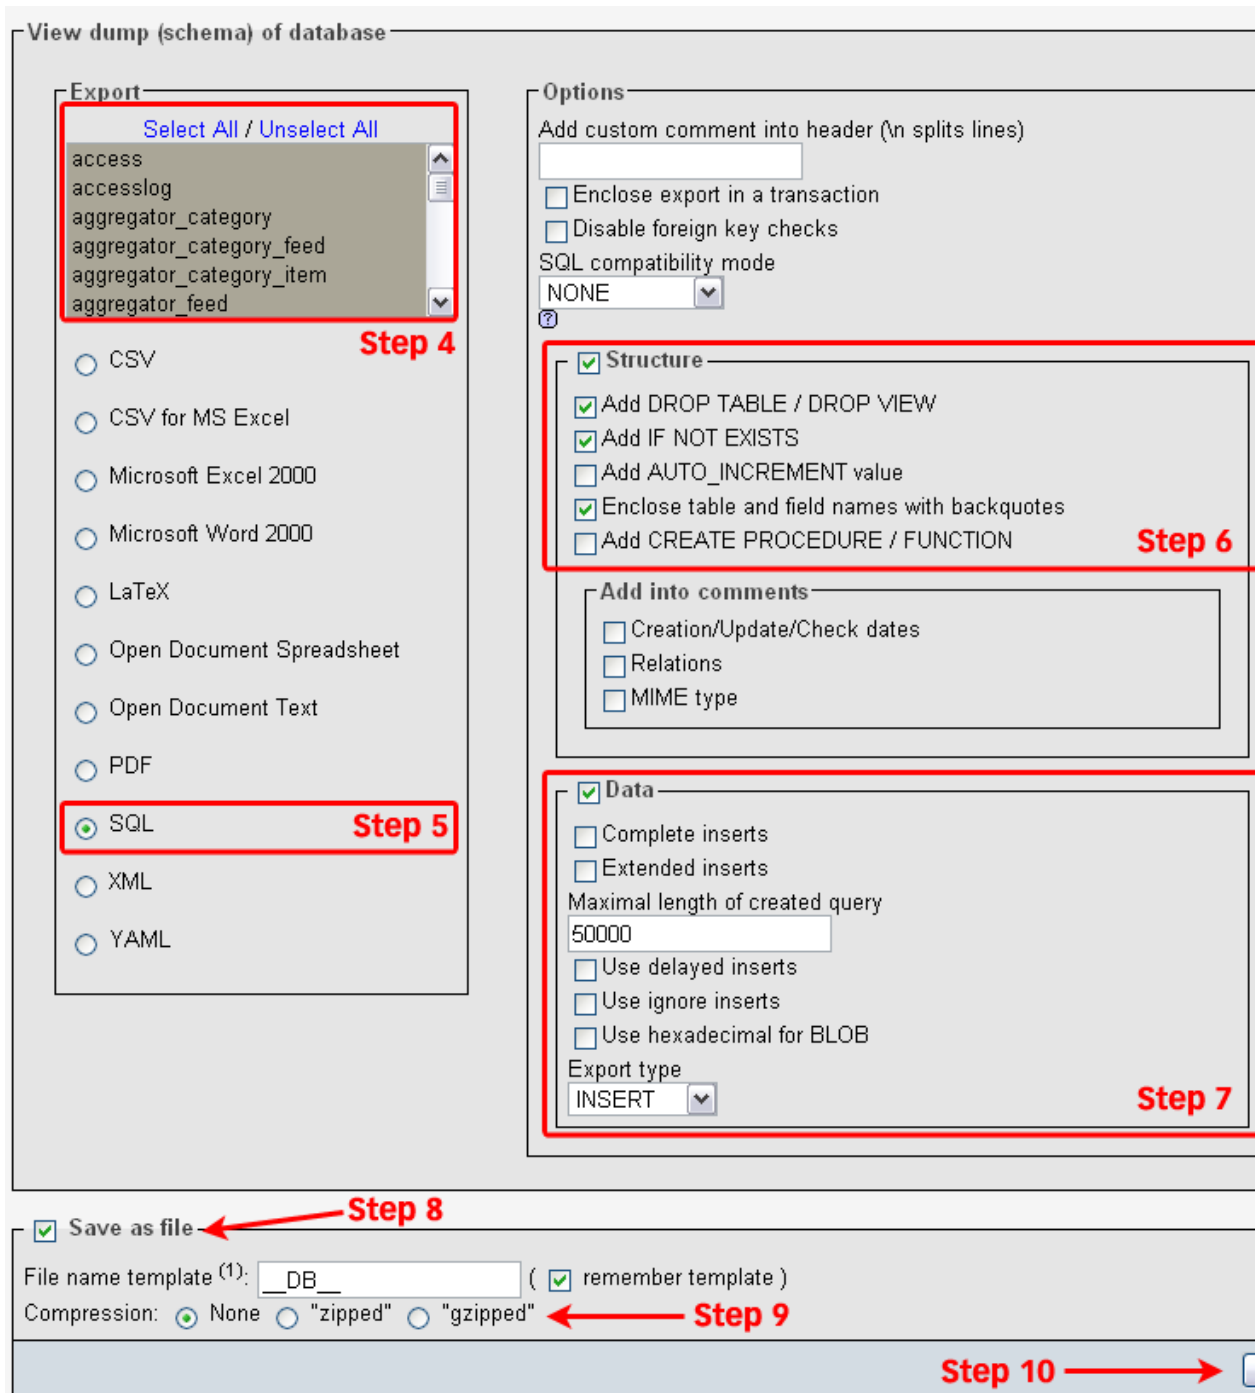 View dump (schema) of database
Export
Select All / Unselect All
access
accesslog
aggregator_category
aggregator_category_feed
aggregator_category_item
aggregator_feed
Step 4
CSV
CSV for MS Excel
Microsoft Excel 2000
Microsoft Word 2000
LaTeX
Open Document Spreadsheet
Open Document Text
PDF
SQL
Step 5
XML
YAML
Options
Add custom comment into header (\n splits lines)
Enclose export in a transaction
Disable foreign key checks
SQL compatibility mode
NONE
?
Structure
Add DROP TABLE / DROP VIEW
Add IF NOT EXISTS
Add AUTO_INCREMENT value
Enclose table and field names with backquotes
Add CREATE PROCEDURE / FUNCTION
Step 6
Add into comments
Creation/Update/Check dates
Relations
MIME type
Data
Complete inserts
Extended inserts
Maximal length of created query
50000
Use delayed inserts
Use ignore inserts
Use hexadecimal for BLOB
Export type
INSERT
Step 7
Save as file
Step 8
File name template (1): __DB__ ( remember template )
Compression: None "zipped" "gzipped" Step 9
Step 10